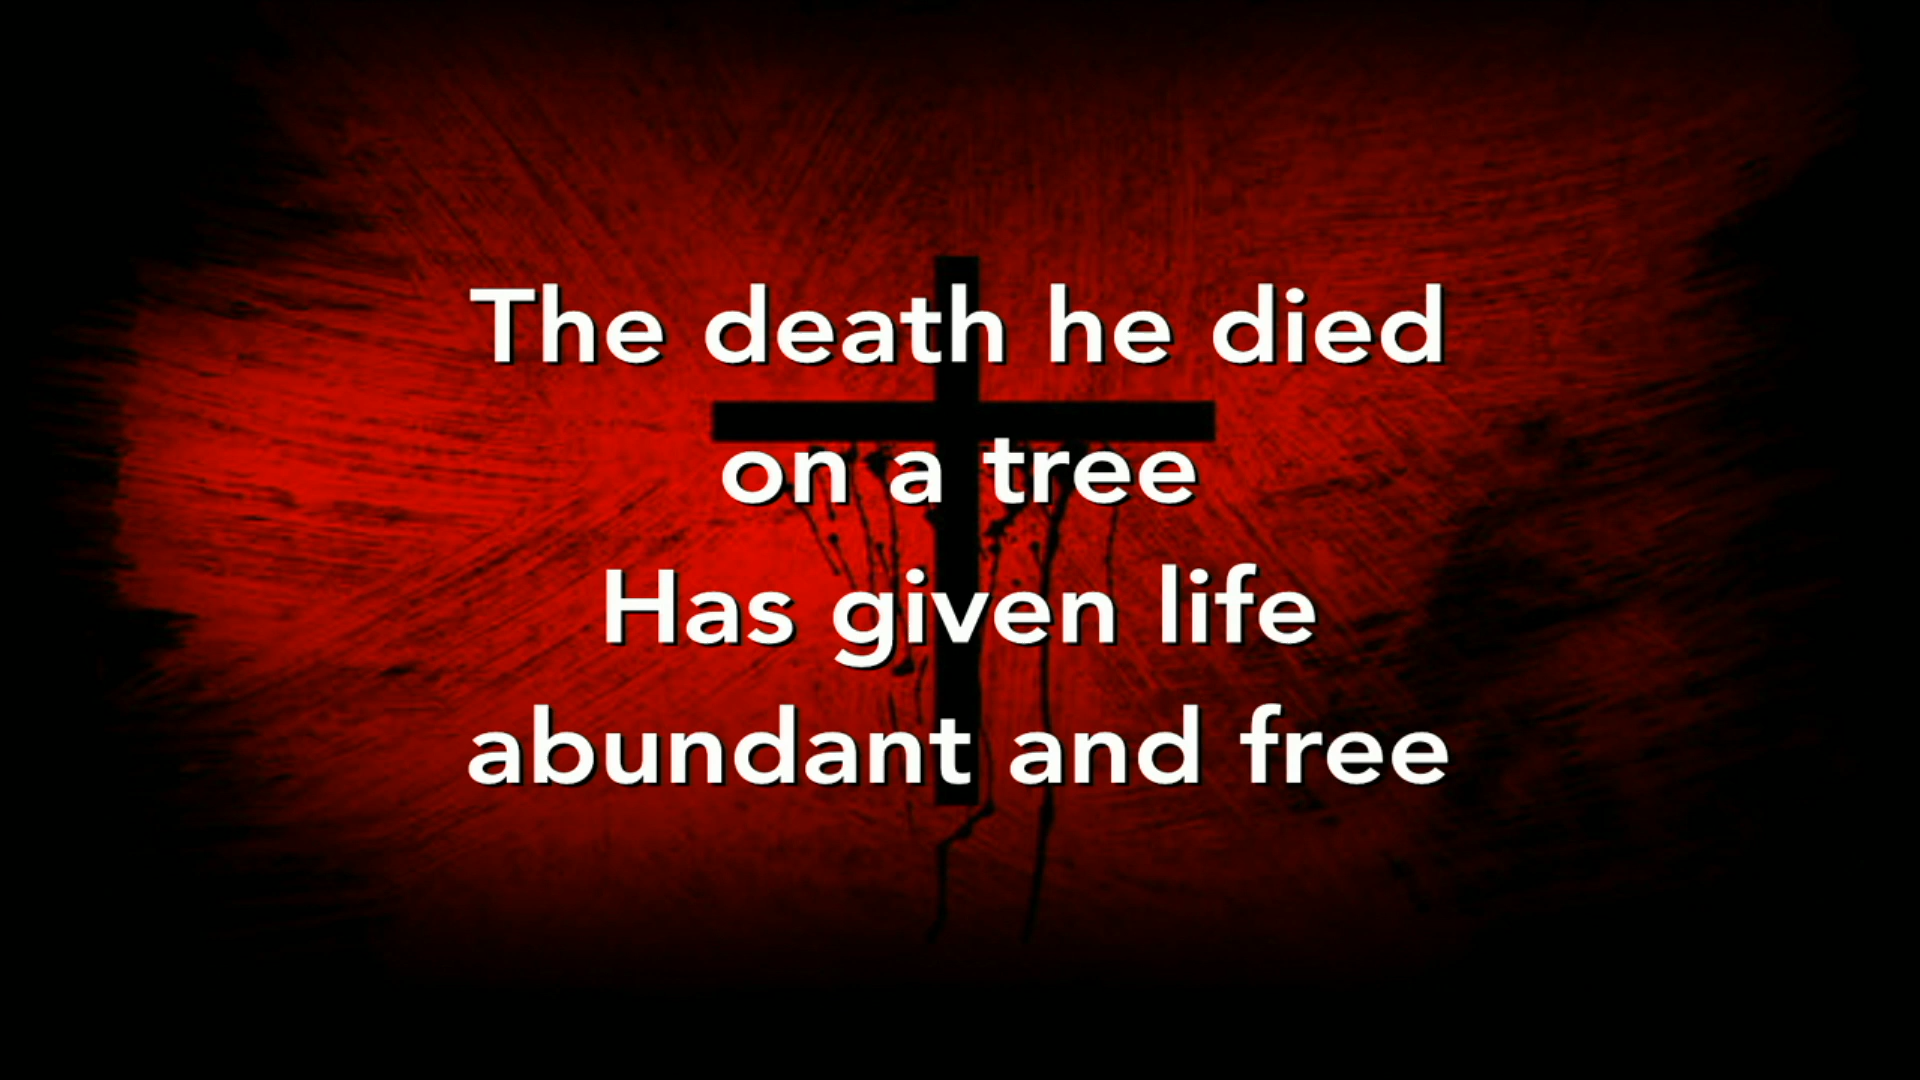 The death he died
on a tree
Has given life
abundant and free